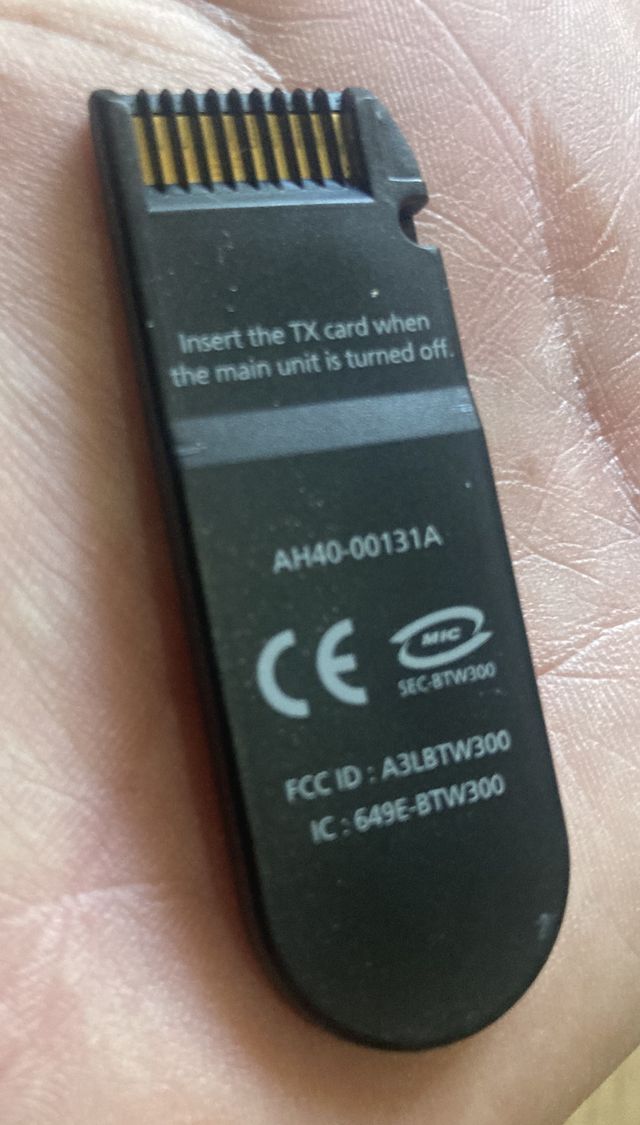 Insert the TX card when
the main unit is turned off.
AH40-00131A
CE
MIC
SEC-BTW300
FCC ID : A3LBTW300
IC : 649E-BTW300